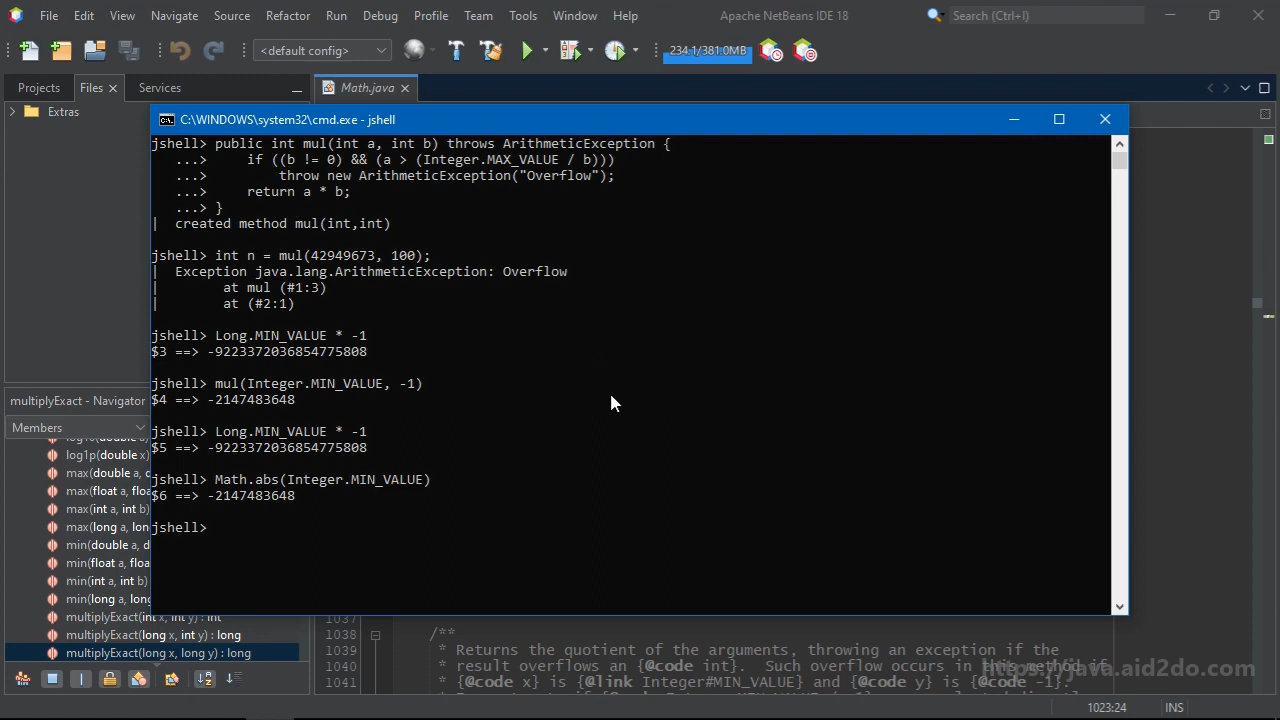 File Edit View Navigate Source Refactor Run Debug Profile Team Tools Window Help Apache NetBeans IDE 18 Search (Ctrl+I)
<default config> 234.1/381.0MB
Projects Files Services Math.java
Extras
C:\WINDOWS\system32\cmd.exe - jshell
jshell> public int mul(int a, int b) throws ArithmeticException {
...> if ((b != 0) && (a > (Integer.MAX_VALUE / b)))
...> throw new ArithmeticException("Overflow");
...> return a * b;
...> }
| created method mul(int,int)
jshell> int n = mul(42949673, 100);
| Exception java.lang.ArithmeticException: Overflow
| at mul (#1:3)
| at (#2:1)
jshell> Long.MIN_VALUE * -1
$3 ==> -9223372036854775808
jshell> mul(Integer.MIN_VALUE, -1)
$4 ==> -2147483648
jshell> Long.MIN_VALUE * -1
$5 ==> -9223372036854775808
jshell> Math.abs(Integer.MIN_VALUE)
$6 ==> -2147483648
jshell>
multiplyExact - Navigator
Members
log1p(double x)
max(double a, d
max(float a, floa
max(int a, int b)
max(long a, lon
min(double a, d
min(float a, floa
min(int a, int b)
min(long a, long
multiplyExact(int x, int y) : int
multiplyExact(long x, int y) : long
multiplyExact(long x, long y) : long
1037
1038 /**
1039 * Returns the quotient of the arguments, throwing an exception if the
1040 * result overflows an {@code int}. Such overflow occurs in this method if
1041 * {@code x} is {@link Integer#MIN_VALUE} and {@code y} is {@code -1}.
https://java.aid2do.com
1023:24 INS